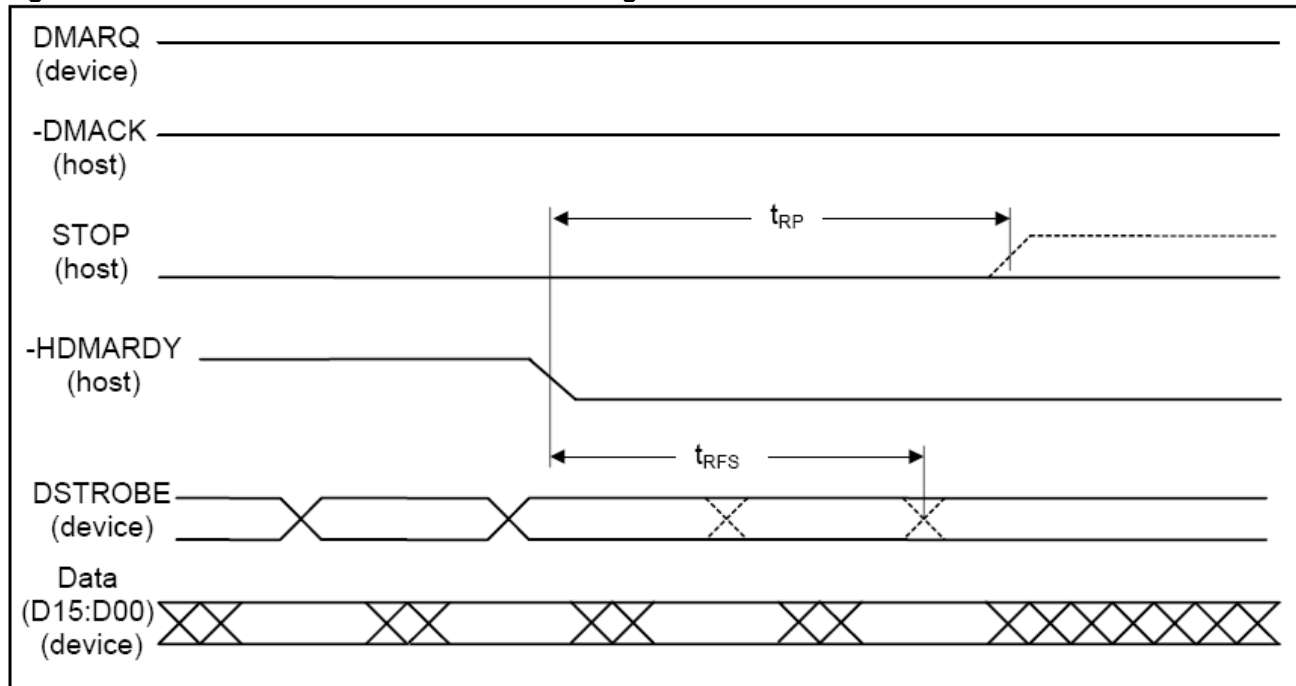 DMARQ
(device)
-DMACK
(host)
tRP
STOP
(host)
-HDMARDY
(host)
tRFS
DSTROBE
(device)
Data
(D15:D00)
(device)